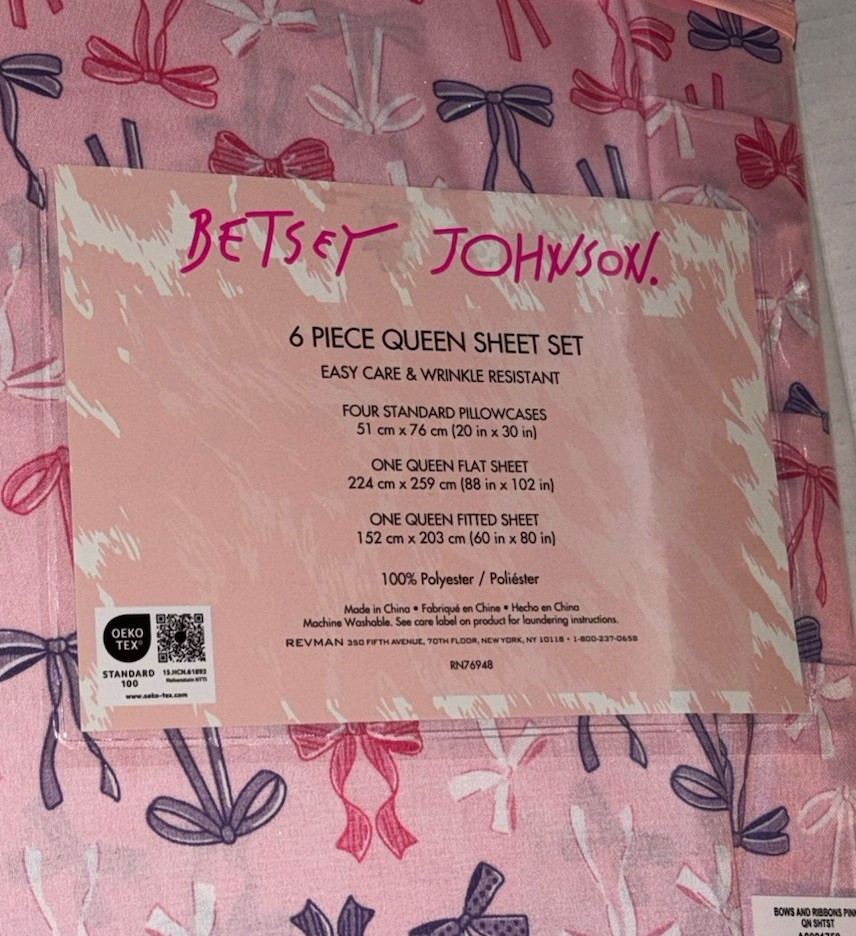 BETSEY JOHNSON.
6 PIECE QUEEN SHEET SET
EASY CARE & WRINKLE RESISTANT
FOUR STANDARD PILLOWCASES
51 cm x 76 cm (20 in x 30 in)
ONE QUEEN FLAT SHEET
224 cm x 259 cm (88 in x 102 in)
ONE QUEEN FITTED SHEET
152 cm x 203 cm (60 in x 80 in)
100% Polyester / Poliéster
Made in China • Fabriqué en Chine • Hecho en China
Machine Washable. See care label on product for laundering instructions.
REVMAN 350 FIFTH AVENUE, 70TH FLOOR, NEW YORK, NY 10118 • 1-800-237-0658
RN76948
OEKO
TEX®
STANDARD
100
15.HCN.61893
Hohenstein HTTI
www.oeko-tex.com
BOWS AND RIBBONS PINK
QN SHTST